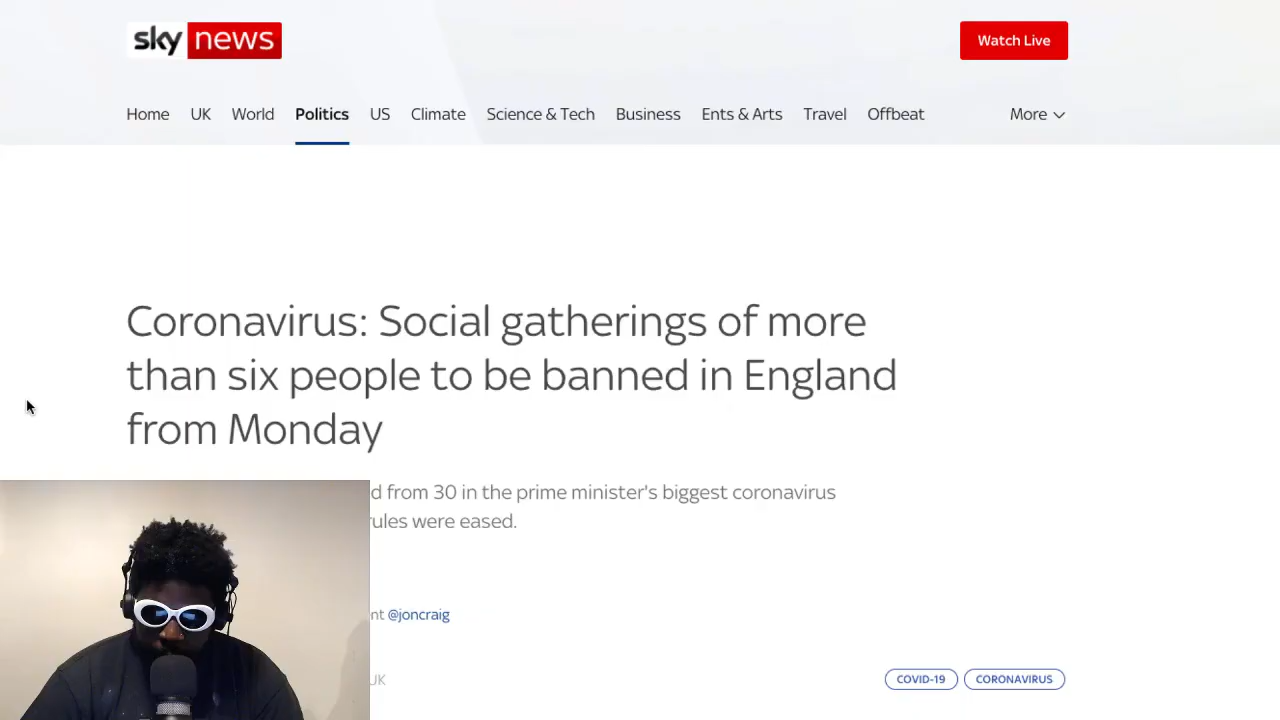 sky news
Watch Live
Home UK World Politics US Climate Science & Tech Business Ents & Arts Travel Offbeat More
Coronavirus: Social gatherings of more
than six people to be banned in England
from Monday
d from 30 in the prime minister's biggest coronavirus
rules were eased.
nt @joncraig
UK
COVID-19 CORONAVIRUS